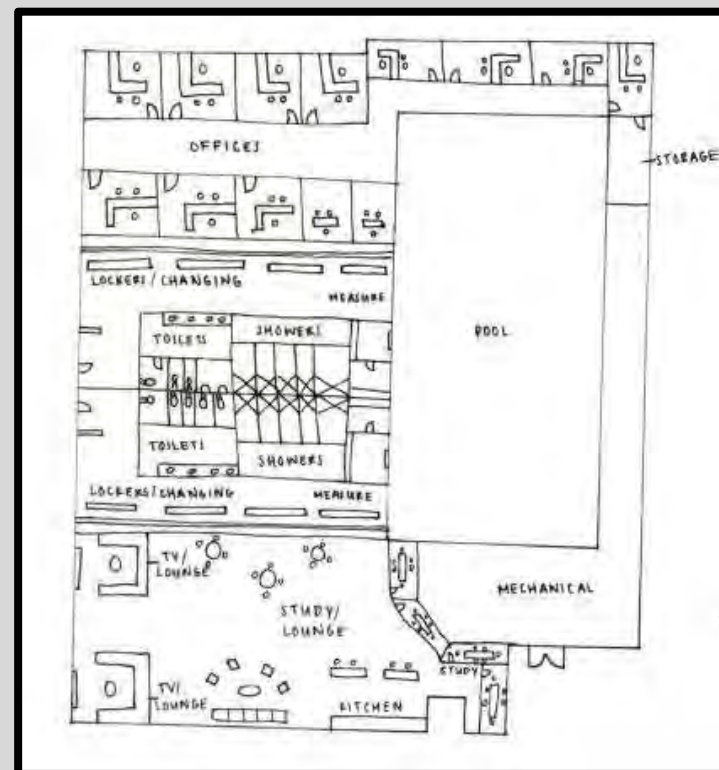 OFFICES
STORAGE
LOCKERS/CHANGING
MEASURE
TOILETS
SHOWERS
POOL
TOILETS
SHOWERS
LOCKERS/CHANGING
MEASURE
TV/
LOUNGE
STUDY/
LOUNGE
MECHANICAL
STUDY
TV/
LOUNGE
KITCHEN